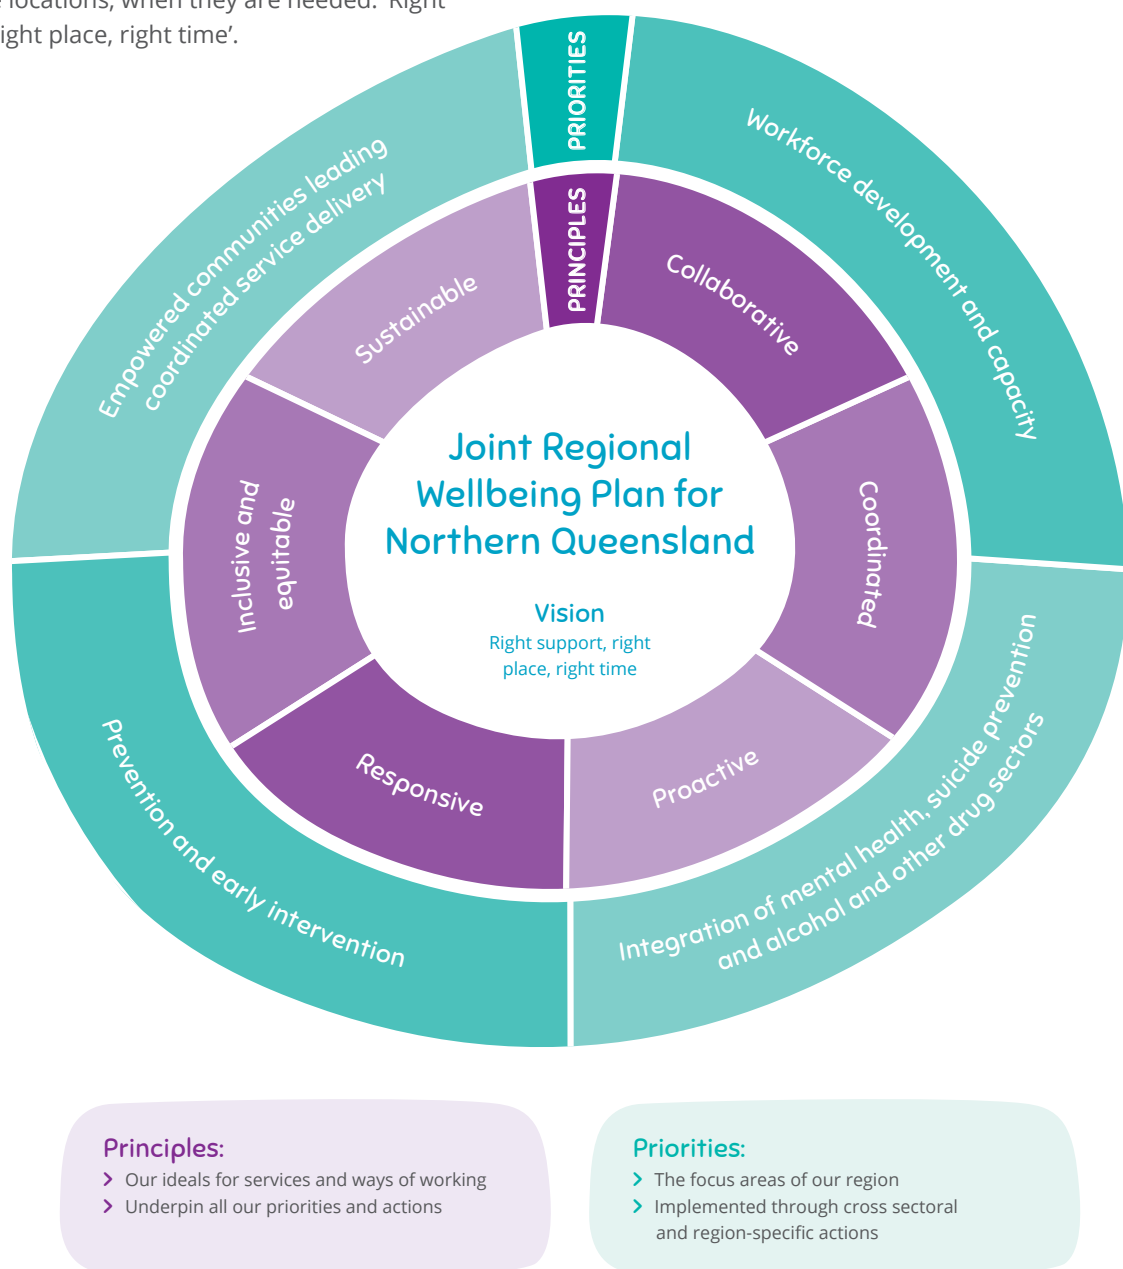 locations, when they are needed. ‘Right
ight place, right time’.
PRIORITIES
PRINCIPLES
Workforce development and capacity
Integration of mental health, suicide prevention
and alcohol and other drug sectors
Prevention and early intervention
Empowered communities leading
coordinated service delivery
Collaborative
Coordinated
Proactive
Responsive
Inclusive and
equitable
Sustainable
Joint Regional
Wellbeing Plan for
Northern Queensland
Vision
Right support, right
place, right time
Principles:
Our ideals for services and ways of working
Underpin all our priorities and actions
Priorities:
The focus areas of our region
Implemented through cross sectoral
and region-specific actions